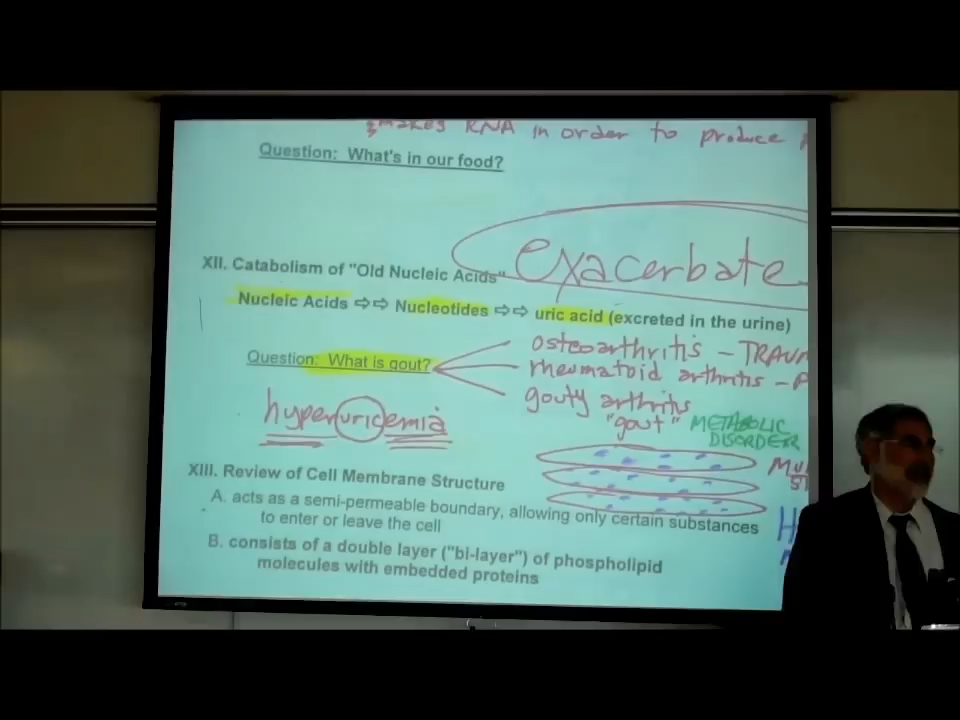 makes RNA in order to produce
Question: What's in our food?
exacerbate
XII. Catabolism of "Old Nucleic Acids"
Nucleic Acids ⇨⇨ Nucleotides ⇨⇨ uric acid (excreted in the urine)
osteoarthritis - TRAUM
rheumatoid arthritis -
Question: What is gout?
gouty arthritis
"gout" METABOLIC
DISORDER
hyperuricemia
XIII. Review of Cell Membrane Structure
A. acts as a semi-permeable boundary, allowing only certain substances
to enter or leave the cell
B. consists of a double layer ("bi-layer") of phospholipid
molecules with embedded proteins